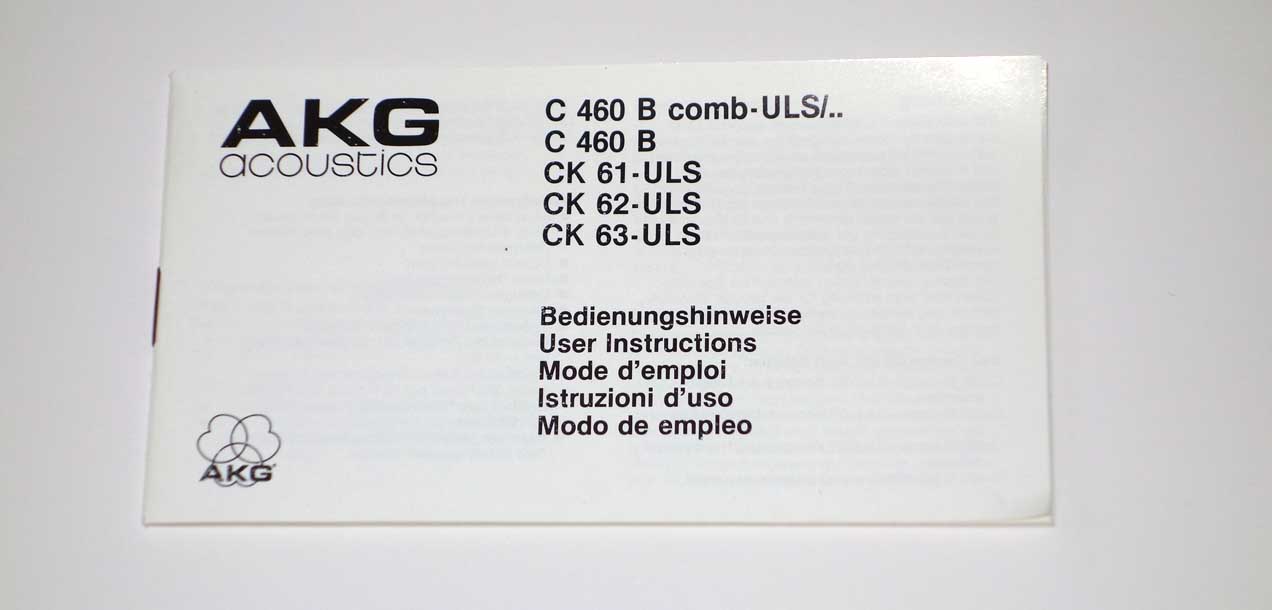 AKG
acoustics
C 460 B comb-ULS/..
C 460 B
CK 61-ULS
CK 62-ULS
CK 63-ULS
Bedienungshinweise
User Instructions
Mode d'emploi
Istruzioni d'uso
Modo de empleo
AKG